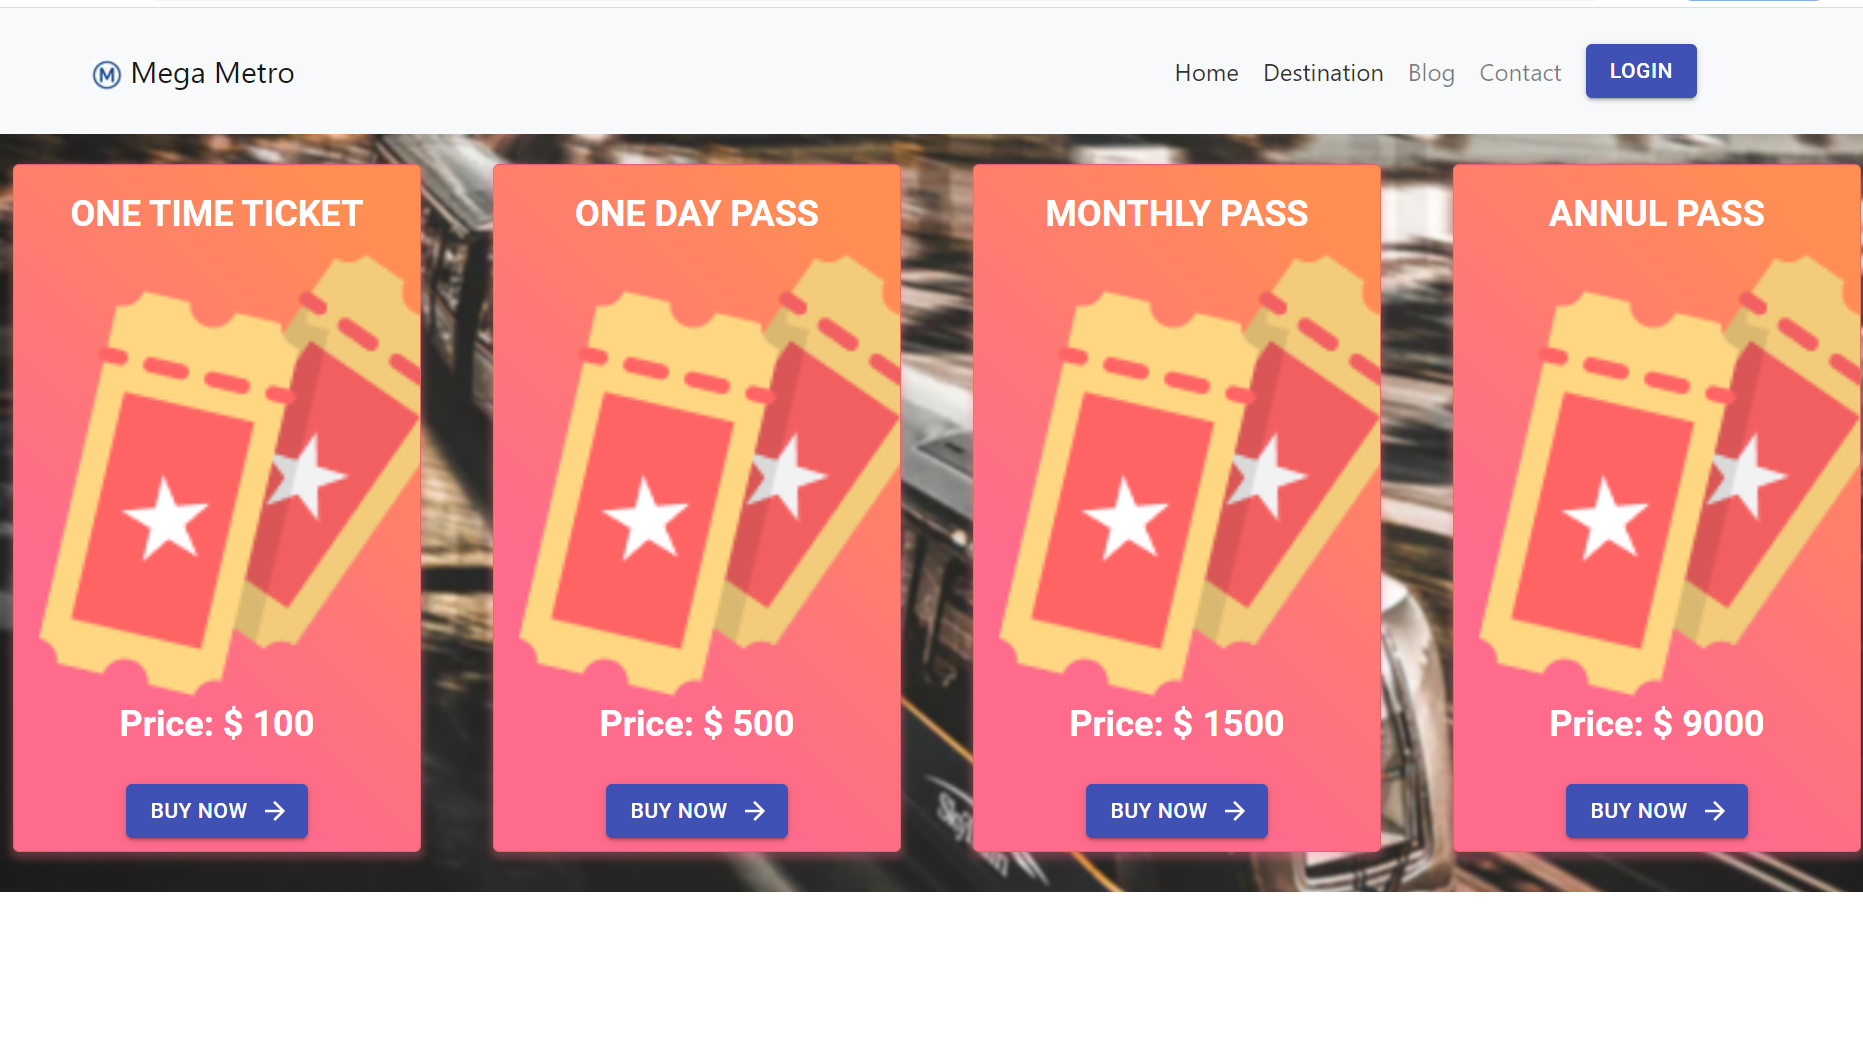 M Mega Metro
Home Destination Blog Contact LOGIN
ONE TIME TICKET
Price: $ 100
BUY NOW
ONE DAY PASS
Price: $ 500
BUY NOW
MONTHLY PASS
Price: $ 1500
BUY NOW
ANNUL PASS
Price: $ 9000
BUY NOW